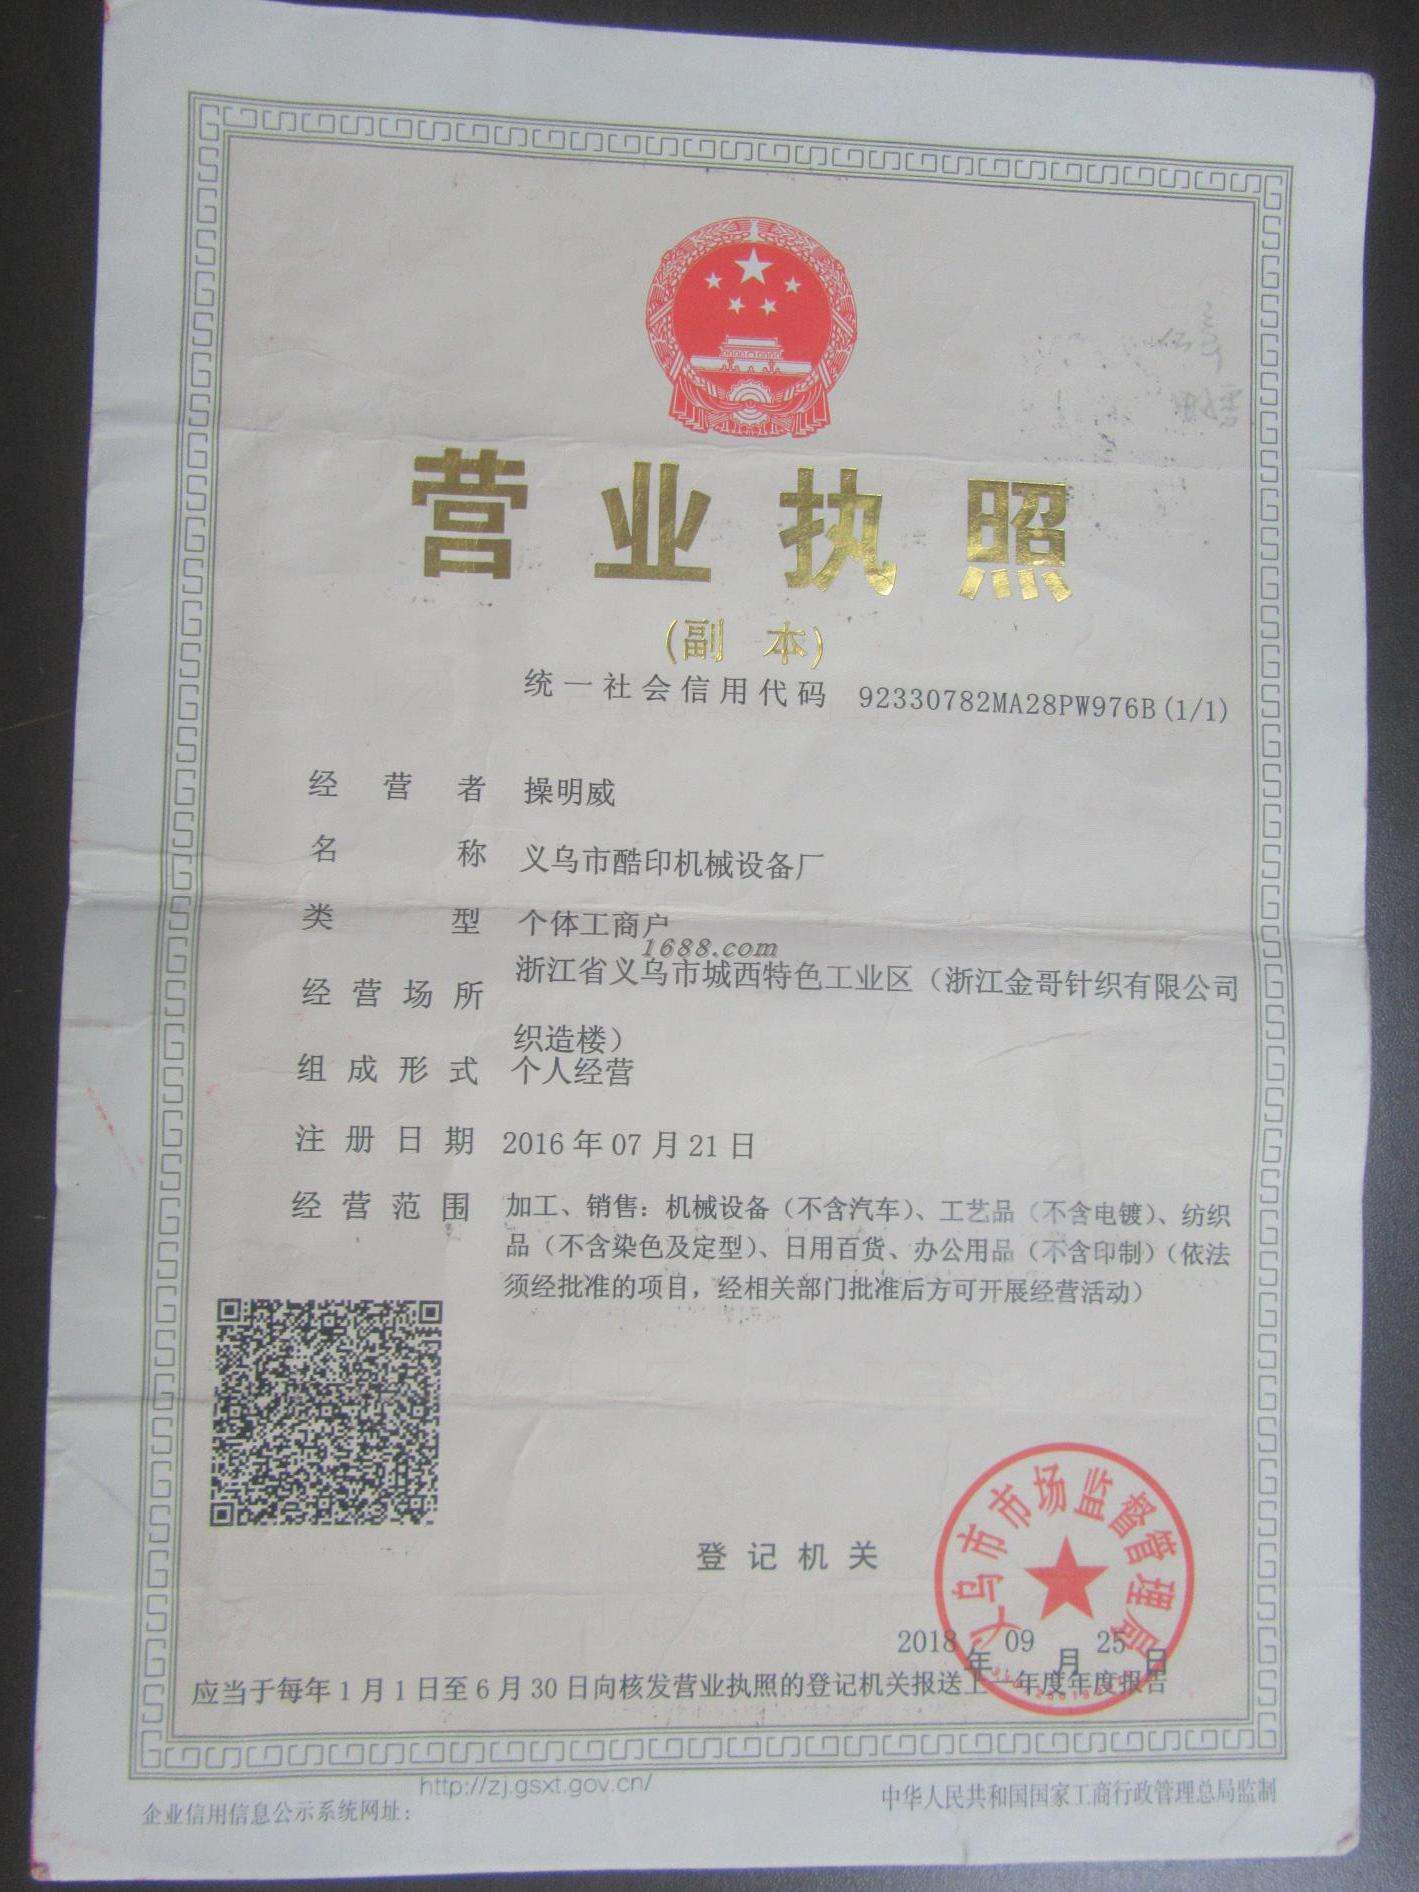 营业执照
(副 本)
统一社会信用代码 92330782MA28PW976B(1/1)
经营者 操明威
名称 义乌市酷印机械设备厂
类型 个体工商户
1688.com
经营场所 浙江省义乌市城西特色工业区（浙江金哥针织有限公司
织造楼）
组成形式 个人经营
注册日期 2016年07月21日
经营范围 加工、销售：机械设备（不含汽车）、工艺品（不含电镀）、纺织
品（不含染色及定型）、日用百货、办公用品（不含印制）（依法
须经批准的项目，经相关部门批准后方可开展经营活动）
登记机关
义乌市市场监督管理局
2018年09月25日
应当于每年1月1日至6月30日向核发营业执照的登记机关报送上一年度年度报告
http://zj.gsxt.gov.cn/
企业信用信息公示系统网址：
中华人民共和国国家工商行政管理总局监制